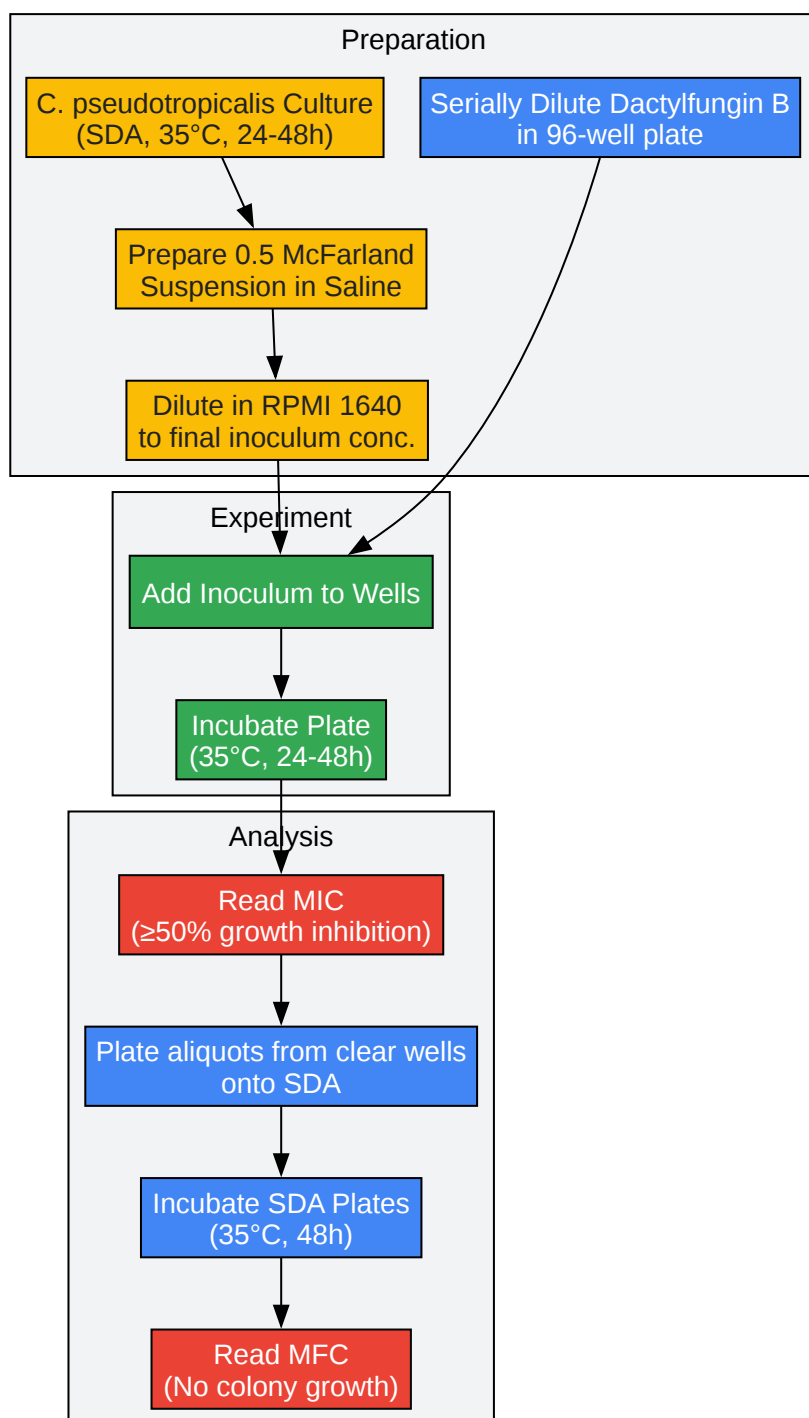 Preparation
C. pseudotropicalis Culture
(SDA, 35°C, 24-48h)
Serially Dilute Dactylfungin B
in 96-well plate
Prepare 0.5 McFarland
Suspension in Saline
Dilute in RPMI 1640
to final inoculum conc.
Experiment
Add Inoculum to Wells
Incubate Plate
(35°C, 24-48h)
Analysis
Read MIC
(≥50% growth inhibition)
Plate aliquots from clear wells
onto SDA
Incubate SDA Plates
(35°C, 48h)
Read MFC
(No colony growth)